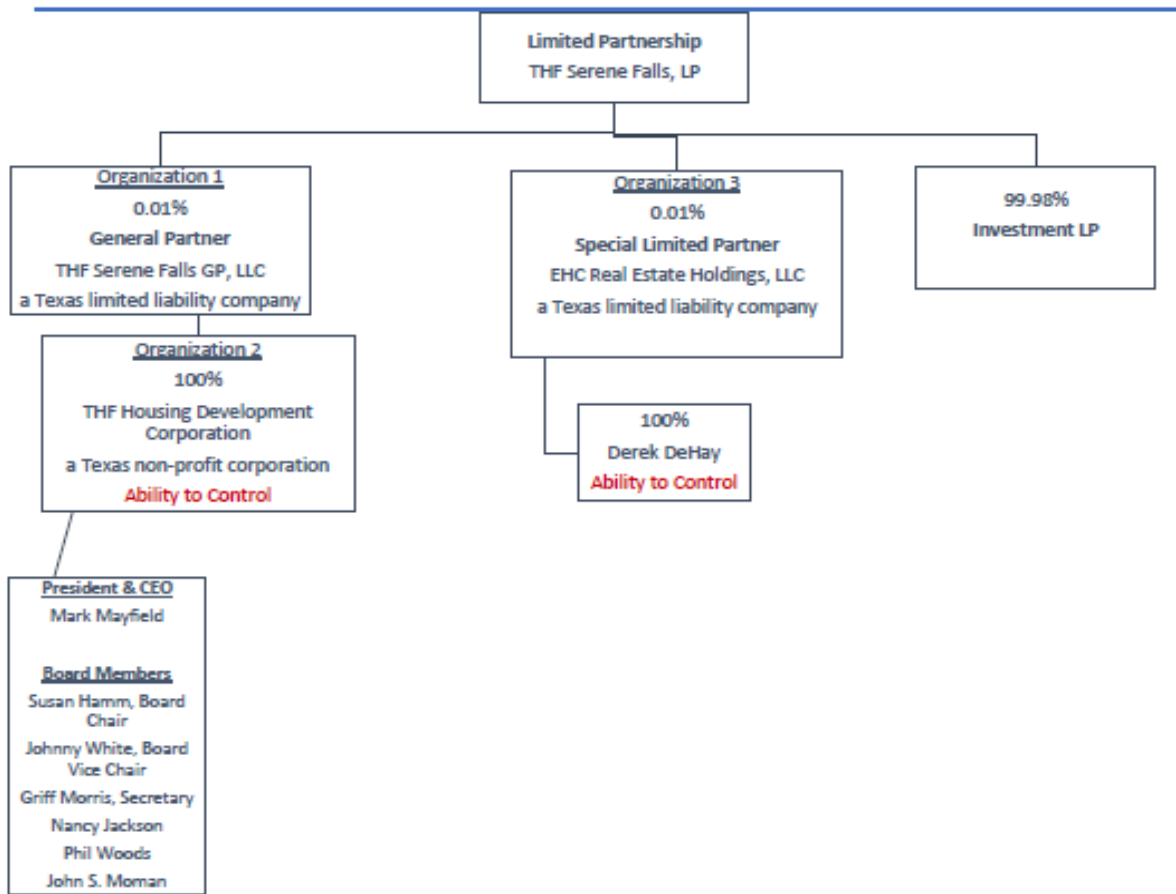 Limited Partnership
THF Serene Falls, LP
Organization 1
0.01%
General Partner
THF Serene Falls GP, LLC
a Texas limited liability company
Organization 3
0.01%
Special Limited Partner
EHC Real Estate Holdings, LLC
a Texas limited liability company
99.98%
Investment LP
Organization 2
100%
THF Housing Development
Corporation
a Texas non-profit corporation
Ability to Control
100%
Derek DeHay
Ability to Control
President & CEO
Mark Mayfield
Board Members
Susan Hamm, Board
Chair
Johnny White, Board
Vice Chair
Griff Morris, Secretary
Nancy Jackson
Phil Woods
John S. Moman